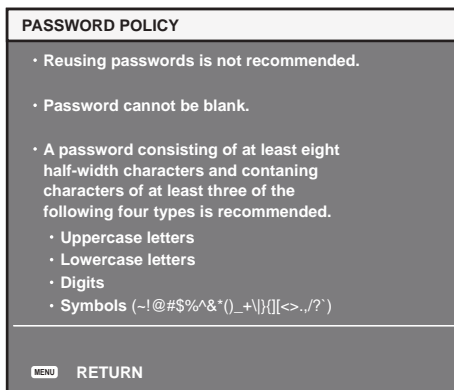 PASSWORD POLICY
・Reusing passwords is not recommended.
・Password cannot be blank.
・A password consisting of at least eight
half-width characters and contaning
characters of at least three of the
following four types is recommended.
・Uppercase letters
・Lowercase letters
・Digits
・Symbols (~!@#$%^&*()_+\|}{][<>.,/?`)
MENU RETURN